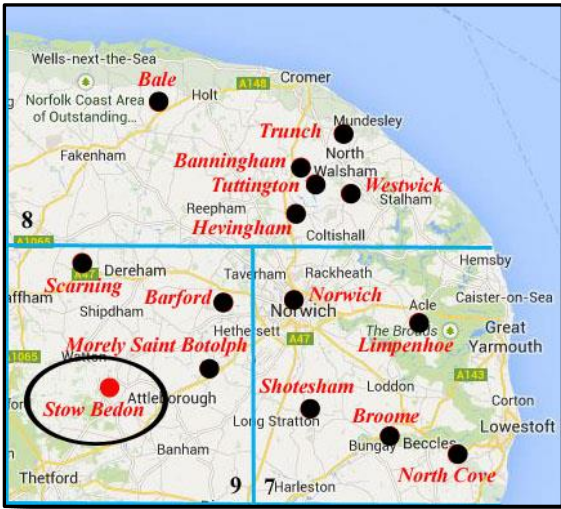 Wells-next-the-Sea
Bale
A148
Cromer
Norfolk Coast Area
of Outstanding...
Holt
Trunch
Mundesley
Fakenham
Banningham
North
Walsham
Tuttington
Westwick
Reepham
Stalham
8
Hevingham
Coltishall
A1065
Hemsby
A47
Scarning
Dereham
Taverham
Rackheath
affham
Shipdham
Barford
Norwich
Norwich
Acle
Caister-on-Sea
Hethersett
The Broads
Great
Yarmouth
Limpenhoe
A47
Morely Saint Botolph
A1065
Watton
Shotesham
Loddon
A143
Stow Bedon
Attleborough
Corton
Long Stratton
Broome
Lowestoft
Banham
Bungay
Beccles
Thetford
North Cove
9
7
Harleston